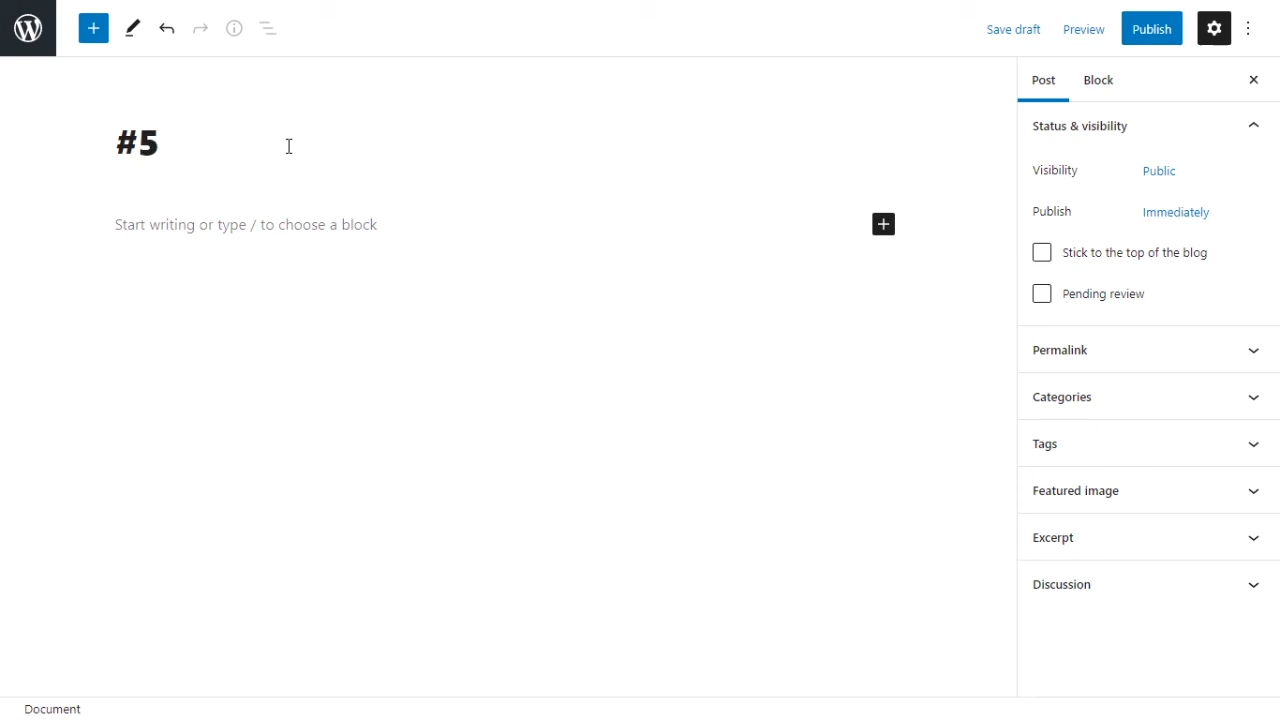 Save draft Preview Publish
Post Block
#5
Status & visibility
Visibility Public
Publish Immediately
Start writing or type / to choose a block
Stick to the top of the blog
Pending review
Permalink
Categories
Tags
Featured image
Excerpt
Discussion
Document